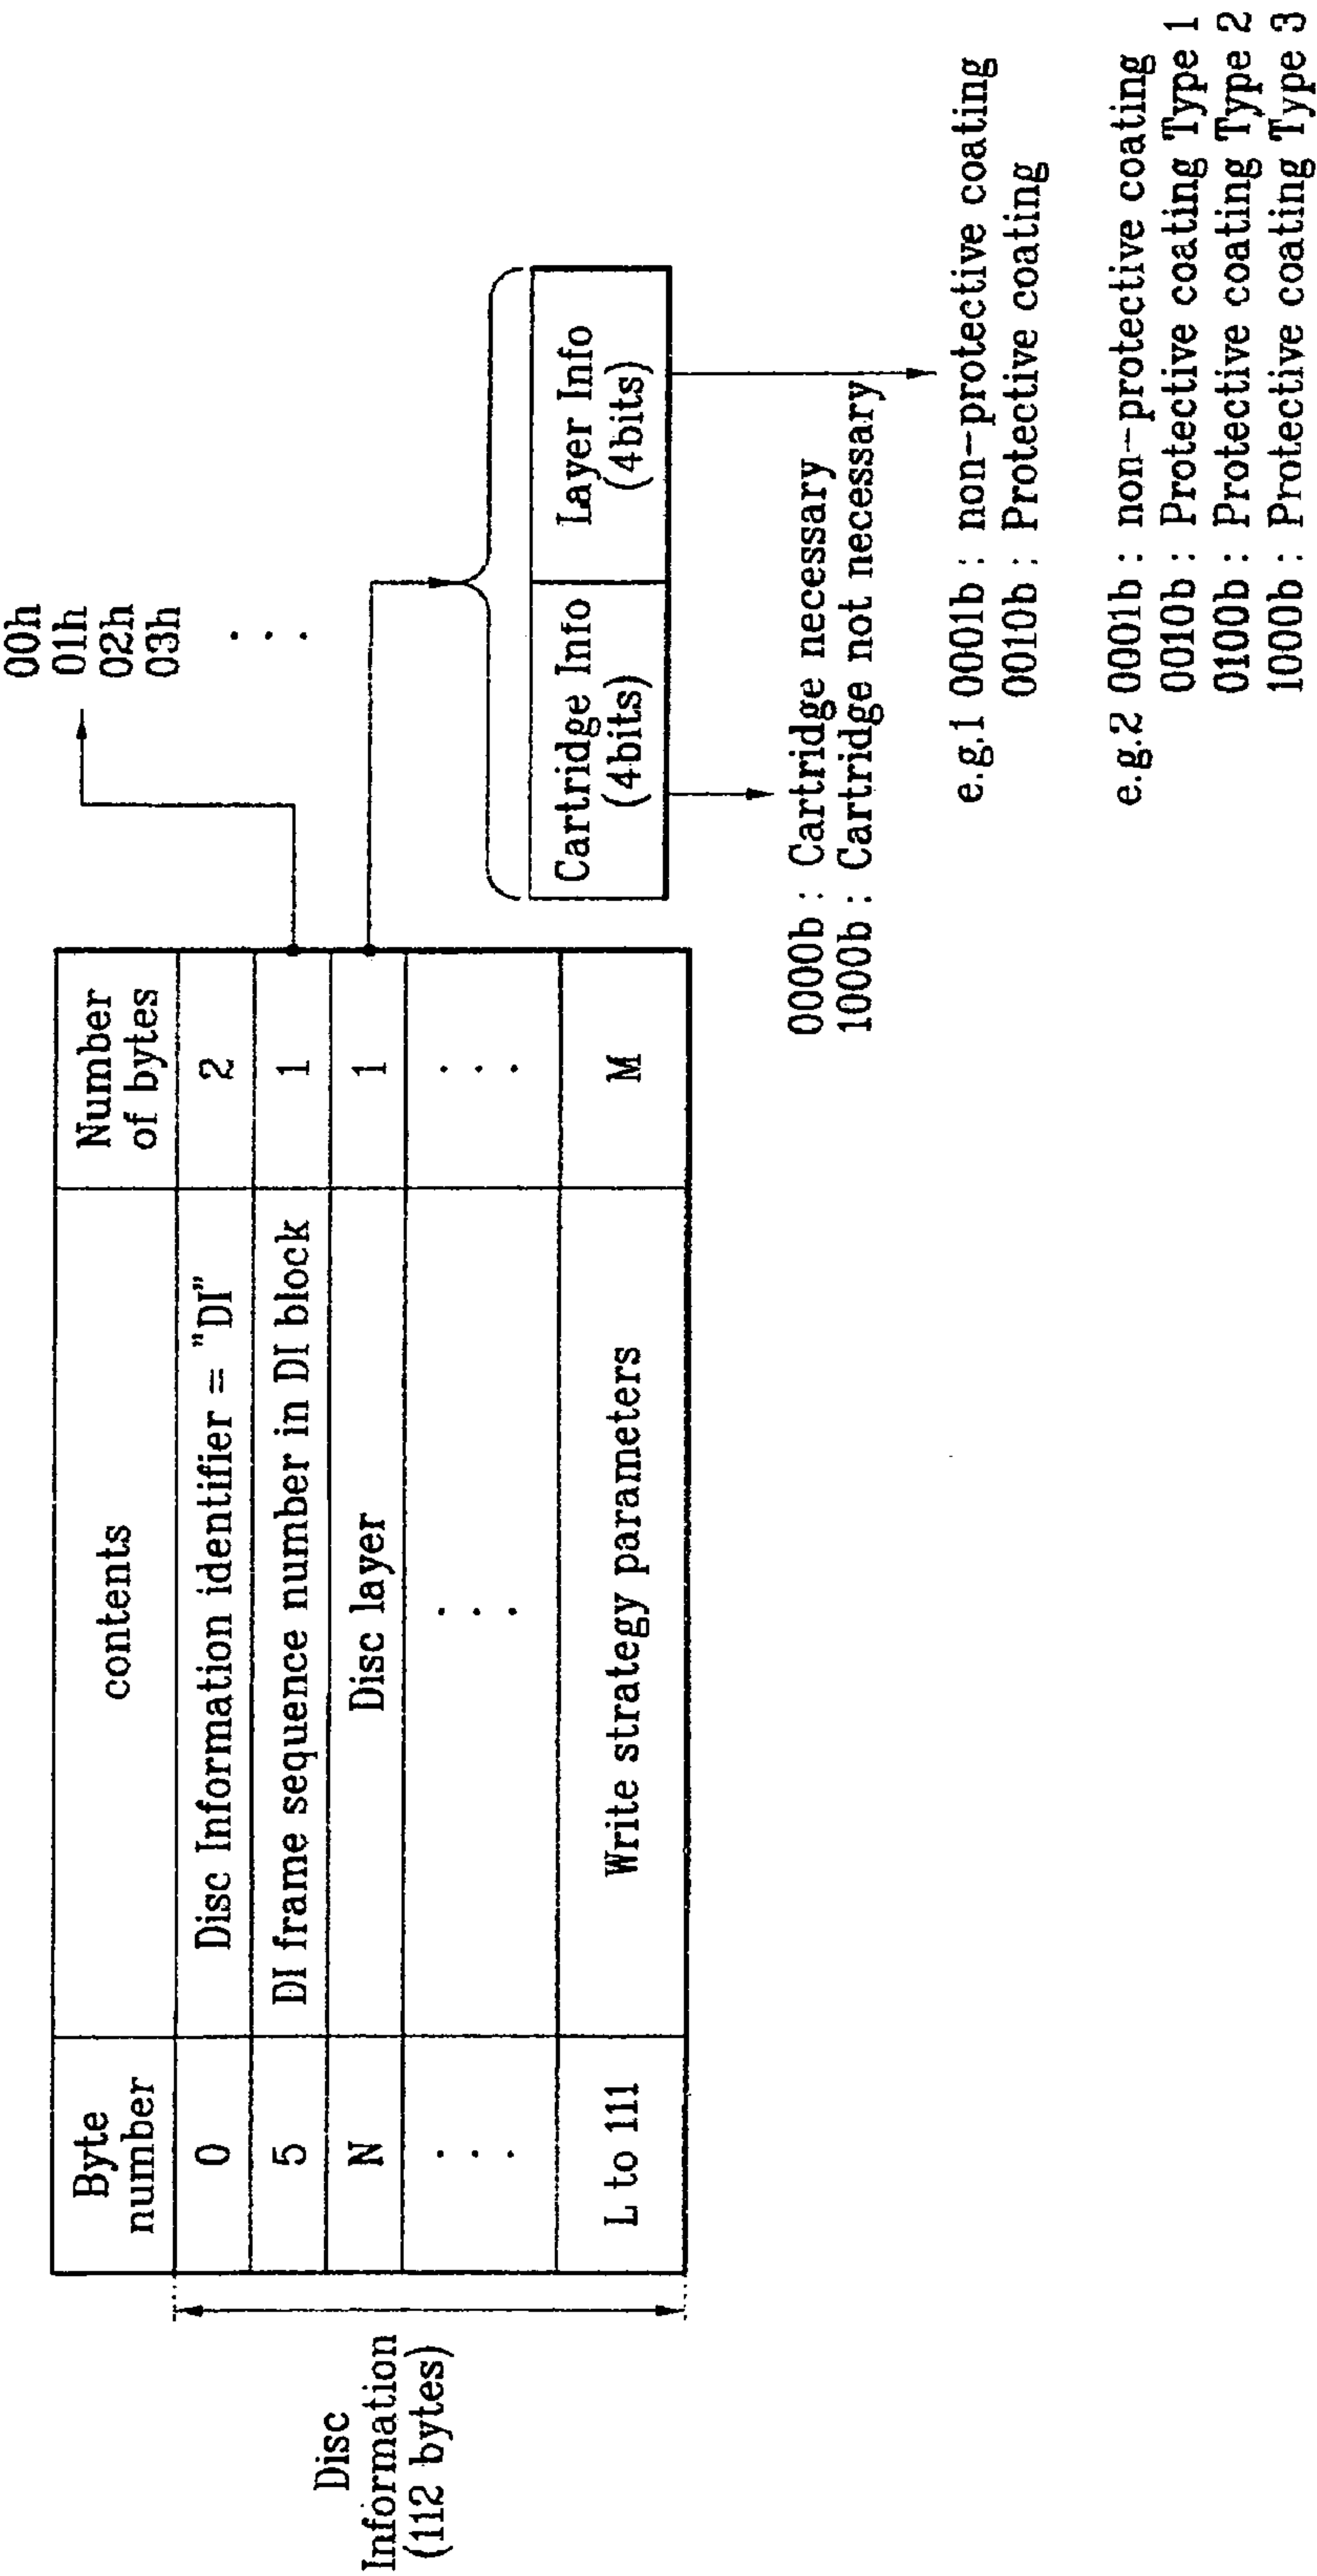 Disc
Information
(112 bytes)
Byte
number
contents
Number
of bytes
0
Disc Information identifier = "DI"
2
5
DI frame sequence number in DI block
1
N
Disc layer
1
. . .
. . .
. . .
L to 111
Write strategy parameters
M
00h
01h
02h
03h
. . .
Cartridge Info
(4bits)
Layer Info
(4bits)
0000b : Cartridge necessary
1000b : Cartridge not necessary
e.g.1 0001b : non-protective coating
0010b : Protective coating
e.g.2 0001b : non-protective coating
0010b : Protective coating Type 1
0100b : Protective coating Type 2
1000b : Protective coating Type 3